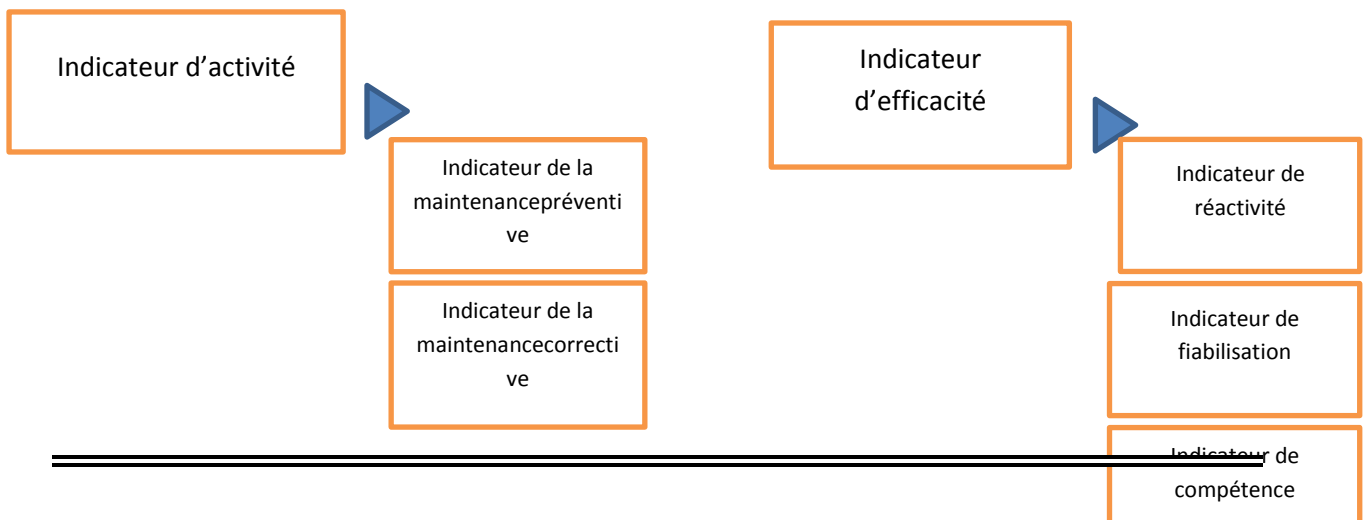 Indicateur d’activité
Indicateur de la
maintenancepréventi
ve
Indicateur de la
maintenancecorrecti
ve
Indicateur
d’efficacité
Indicateur de
réactivité
Indicateur de
fiabilisation
Indicateur de
compétence